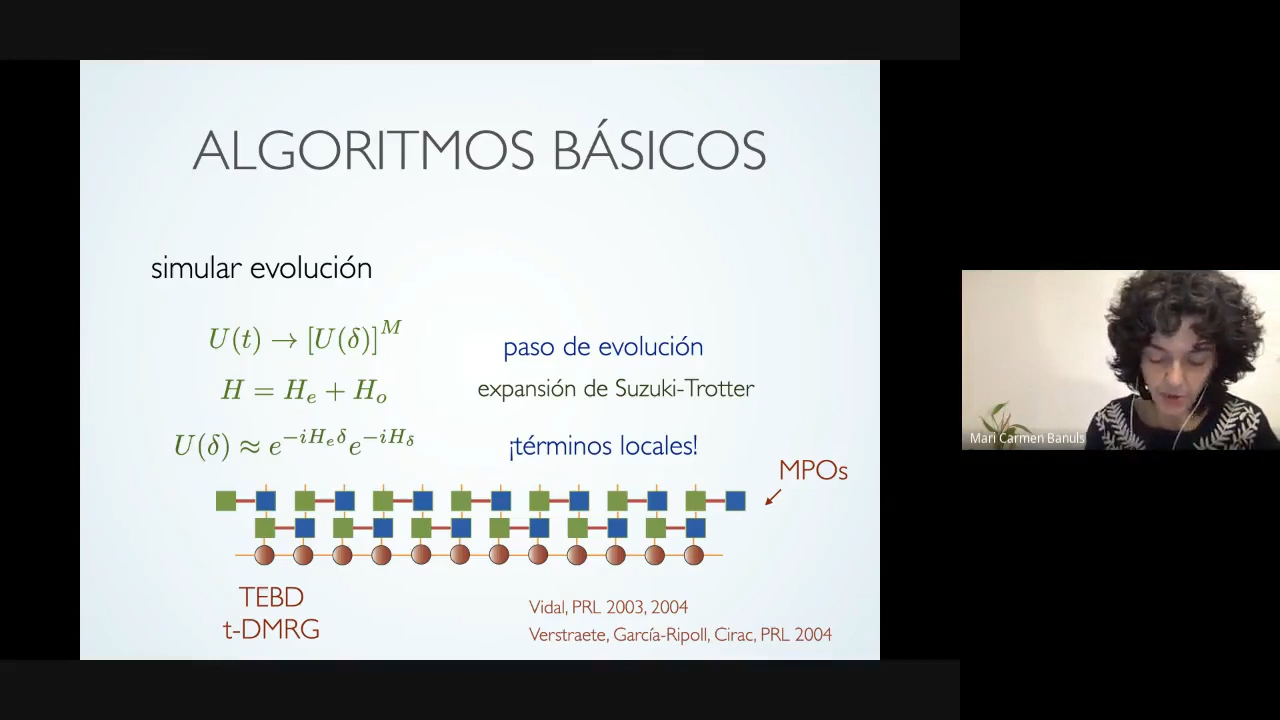 ALGORITMOS BÁSICOS
simular evolución
U(t) → [U(δ)]^M
paso de evolución
H = H_e + H_o
expansión de Suzuki-Trotter
U(δ) ≈ e^{-iH_eδ}e^{-iH_δ}
¡términos locales!
MPOs
TEBD
t-DMRG
Vidal, PRL 2003, 2004
Verstraete, García-Ripoll, Cirac, PRL 2004
Mari Carmen Banuls